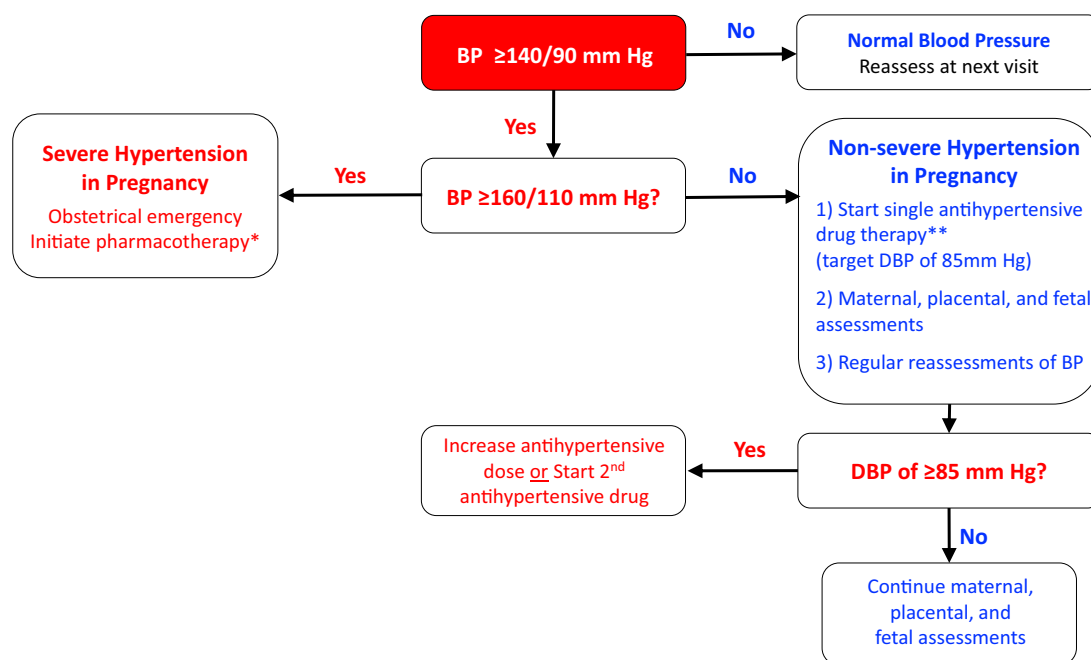 BP ≥140/90 mm Hg
No
Normal Blood Pressure
Reassess at next visit
Yes
Severe Hypertension
in Pregnancy
Obstetrical emergency
Initiate pharmacotherapy*
Yes
BP ≥160/110 mm Hg?
No
Non-severe Hypertension
in Pregnancy
1) Start single antihypertensive
drug therapy**
(target DBP of 85mm Hg)
2) Maternal, placental, and fetal
assessments
3) Regular reassessments of BP
Increase antihypertensive
dose or Start 2nd
antihypertensive drug
Yes
DBP of ≥85 mm Hg?
No
Continue maternal,
placental, and
fetal assessments